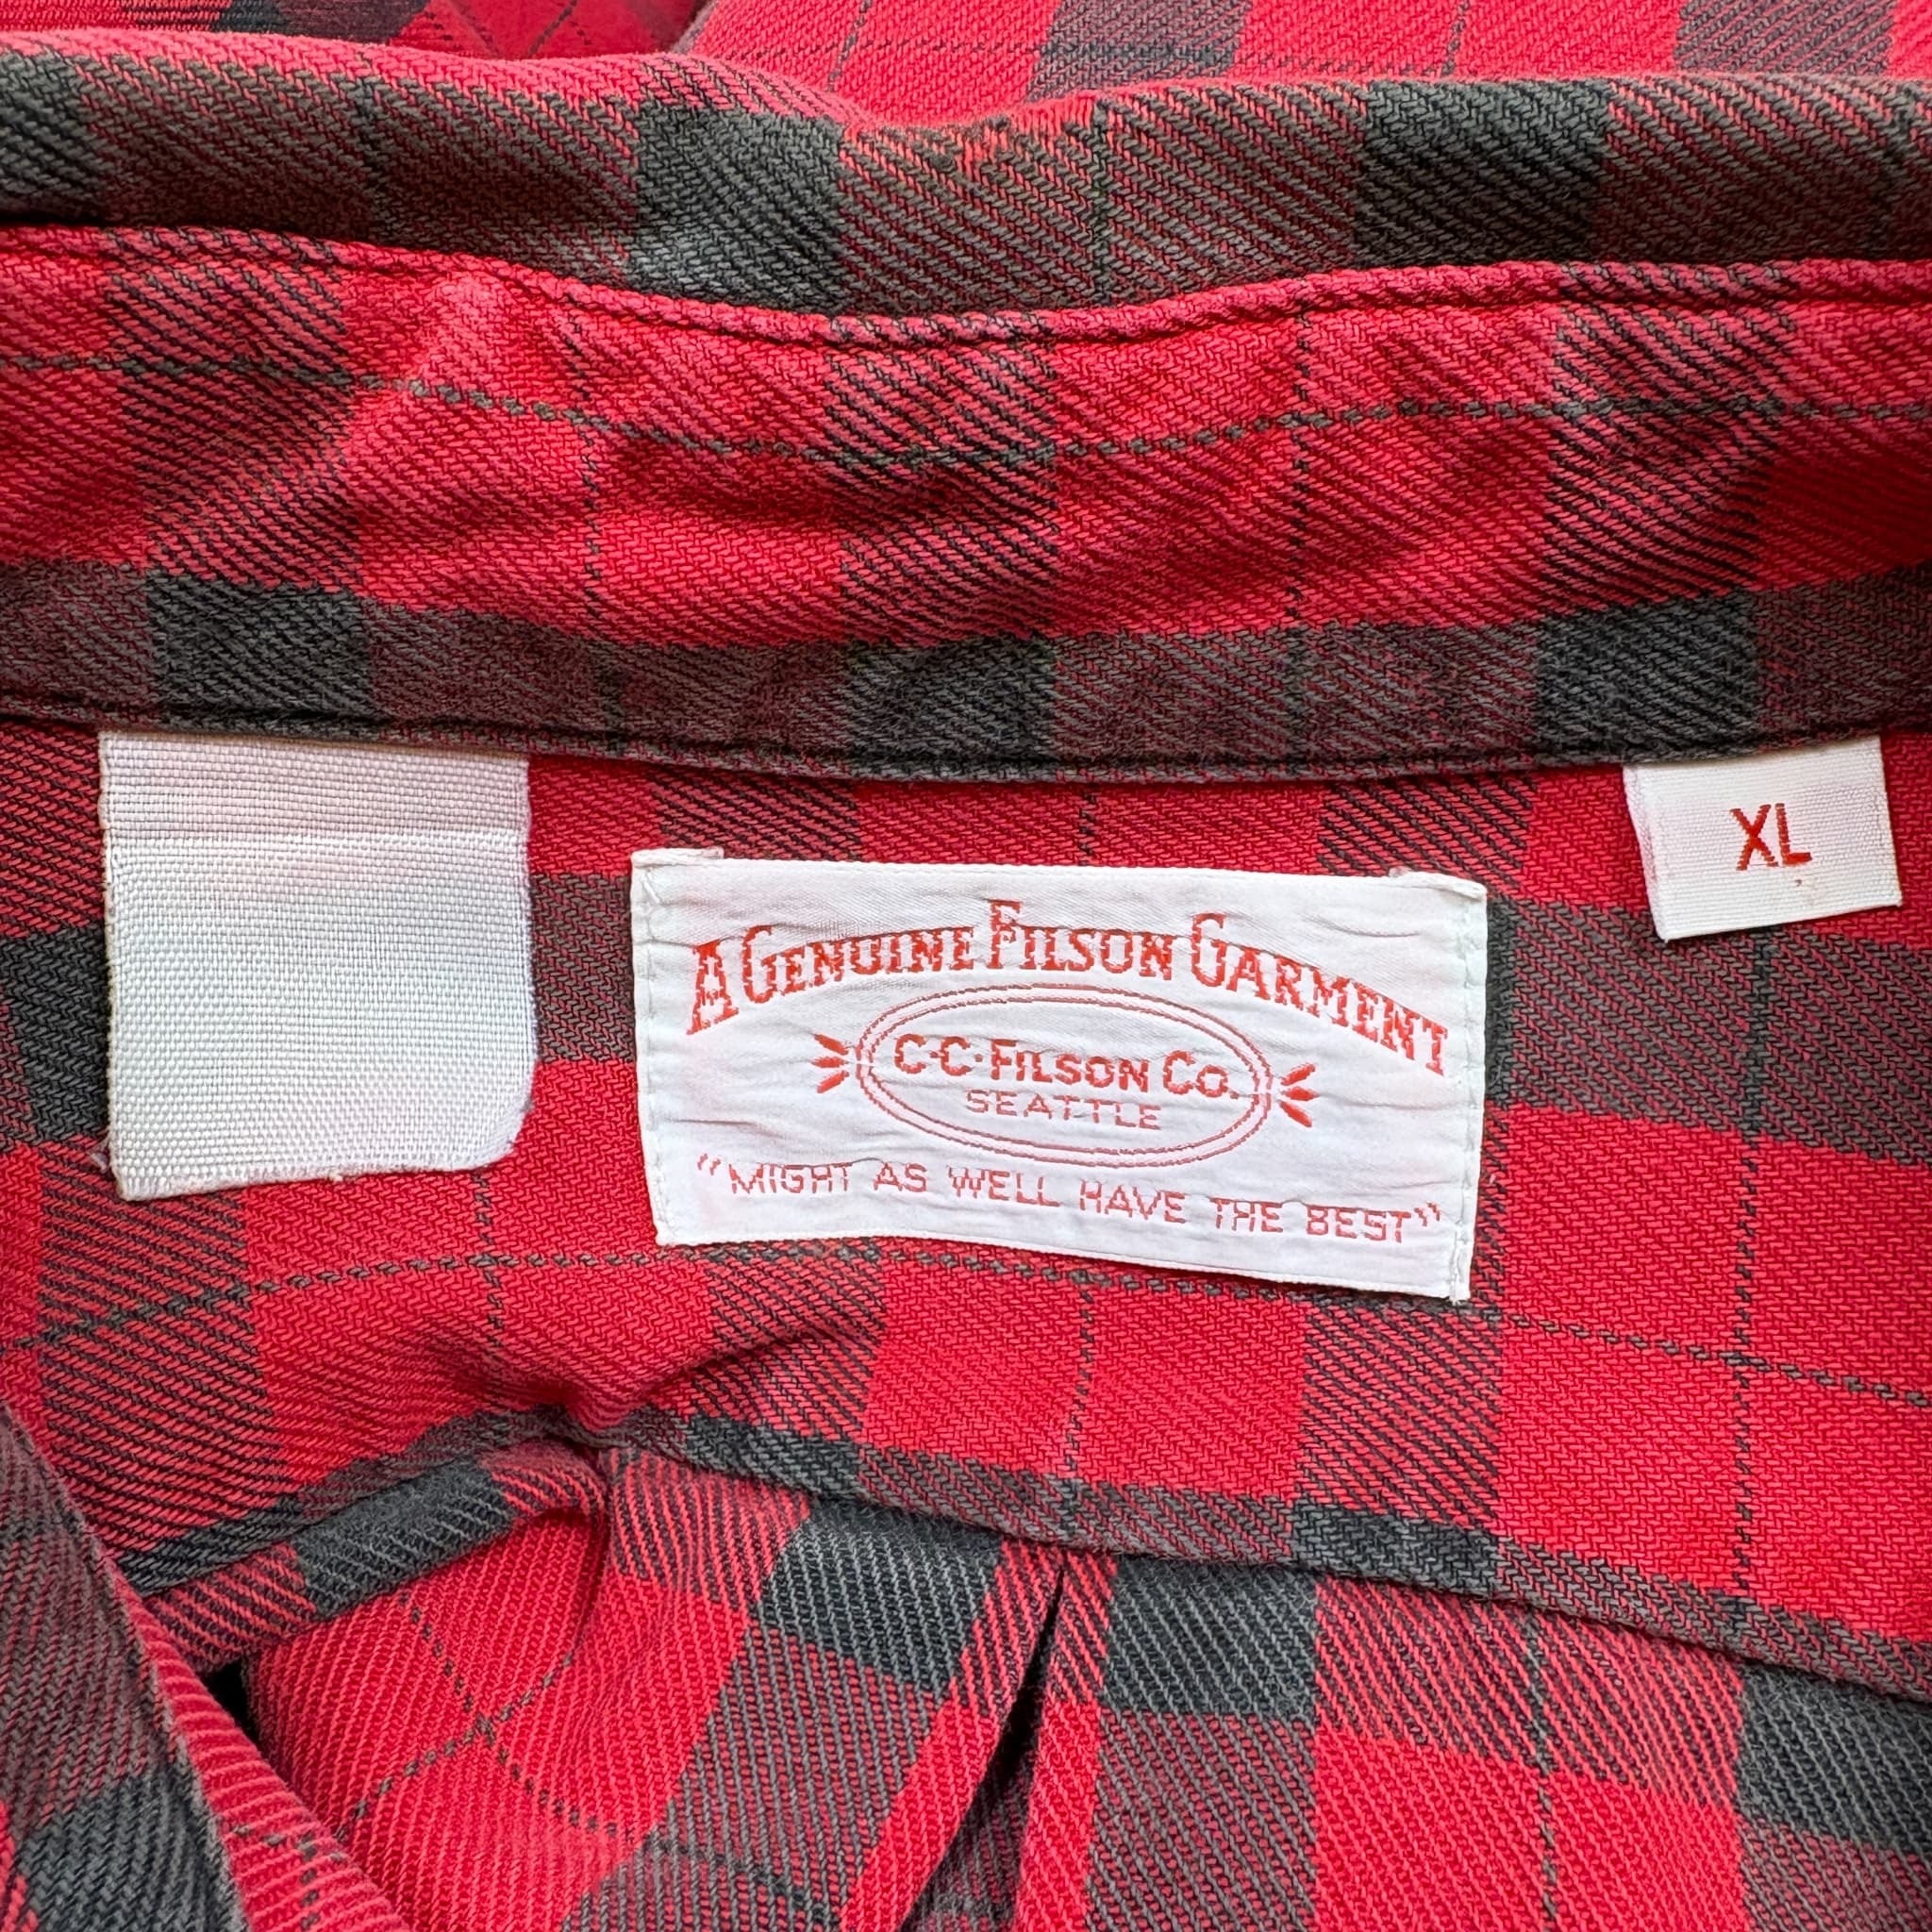 XL
A GENUINE FILSON GARMENT
C·C·FILSON CO.
SEATTLE
"MIGHT AS WELL HAVE THE BEST"